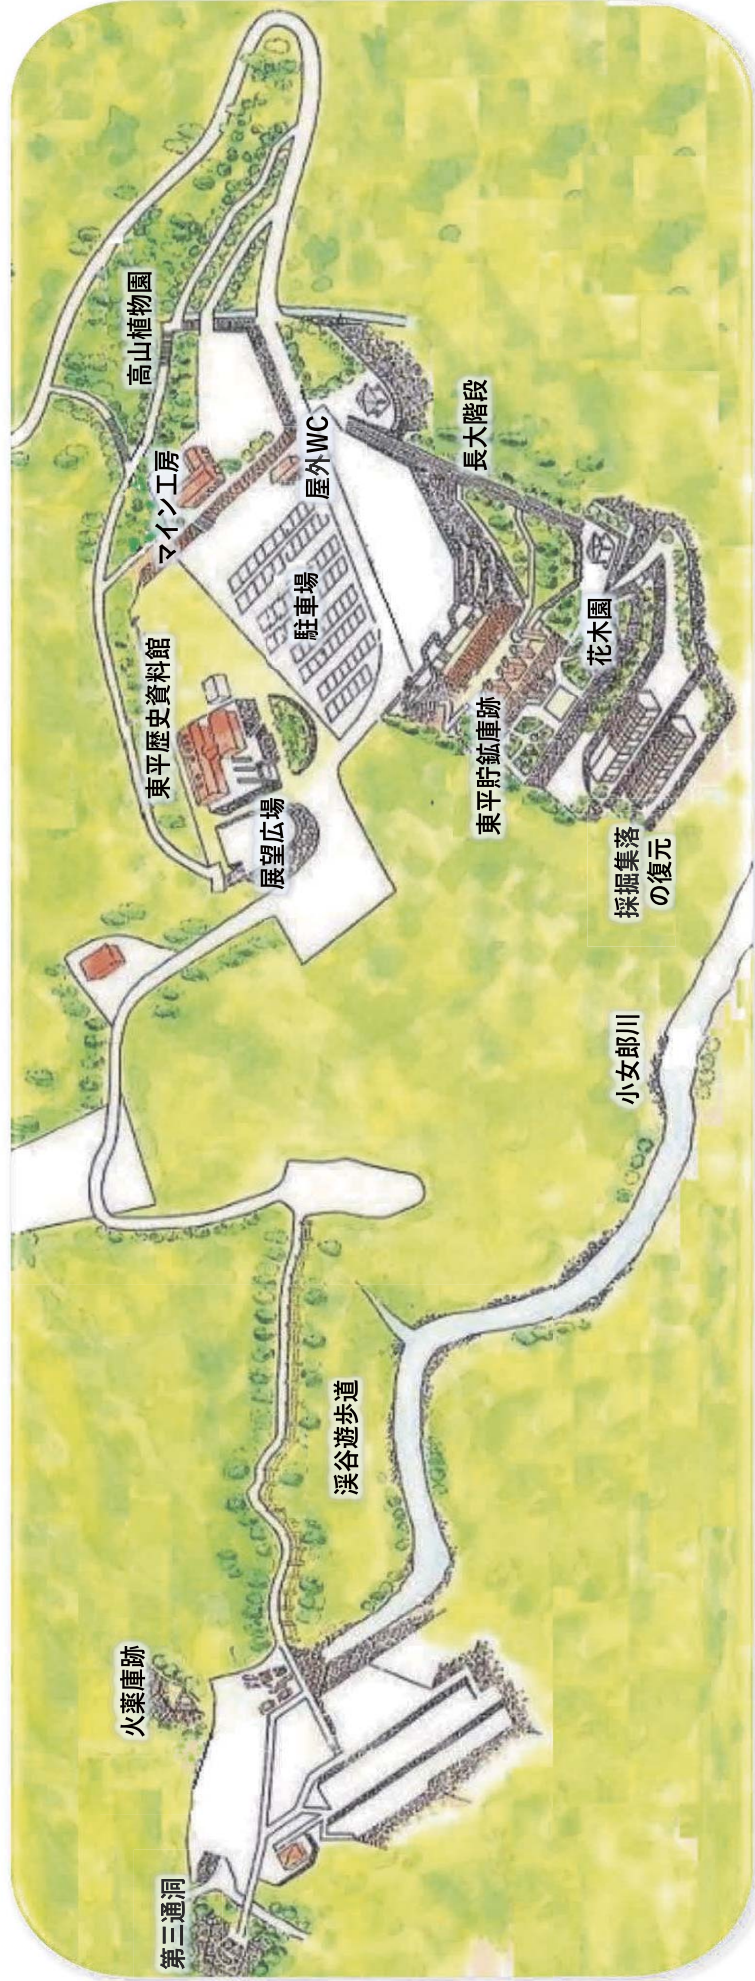 第三通洞
火薬庫跡
渓谷遊歩道
小女郎川
展望広場
東平歴史資料館
採掘集落
の復元
東平貯鉱庫跡
花木園
駐車場
マイン工房
屋外WC
長大階段
高山植物園